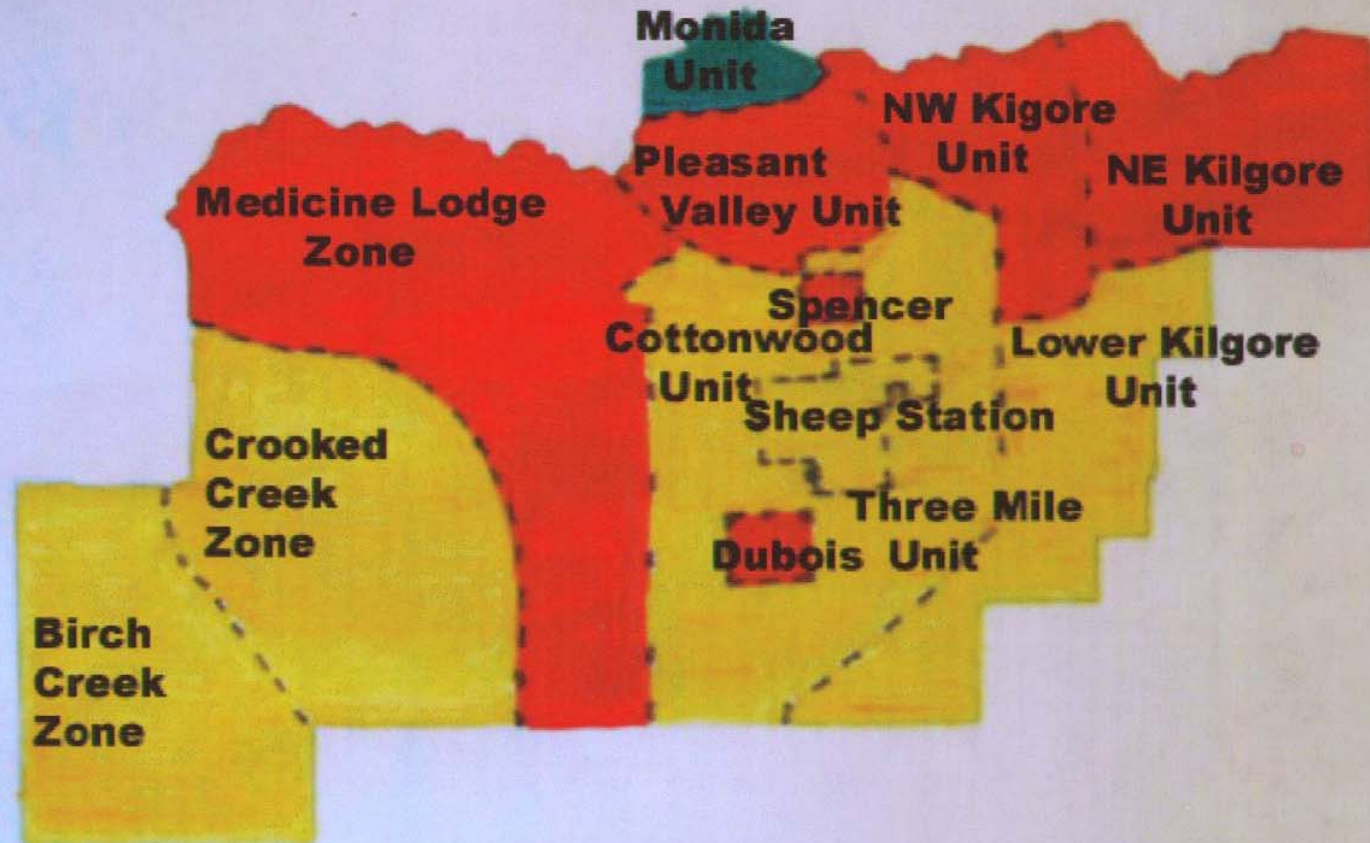 Monida
Unit
NW Kigore
Unit
NE Kilgore
Unit
Pleasant
Valley Unit
Medicine Lodge
Zone
Spencer
Cottonwood
Unit
Lower Kilgore
Unit
Sheep Station
Crooked
Creek
Zone
Three Mile
Unit
Dubois
Birch
Creek
Zone